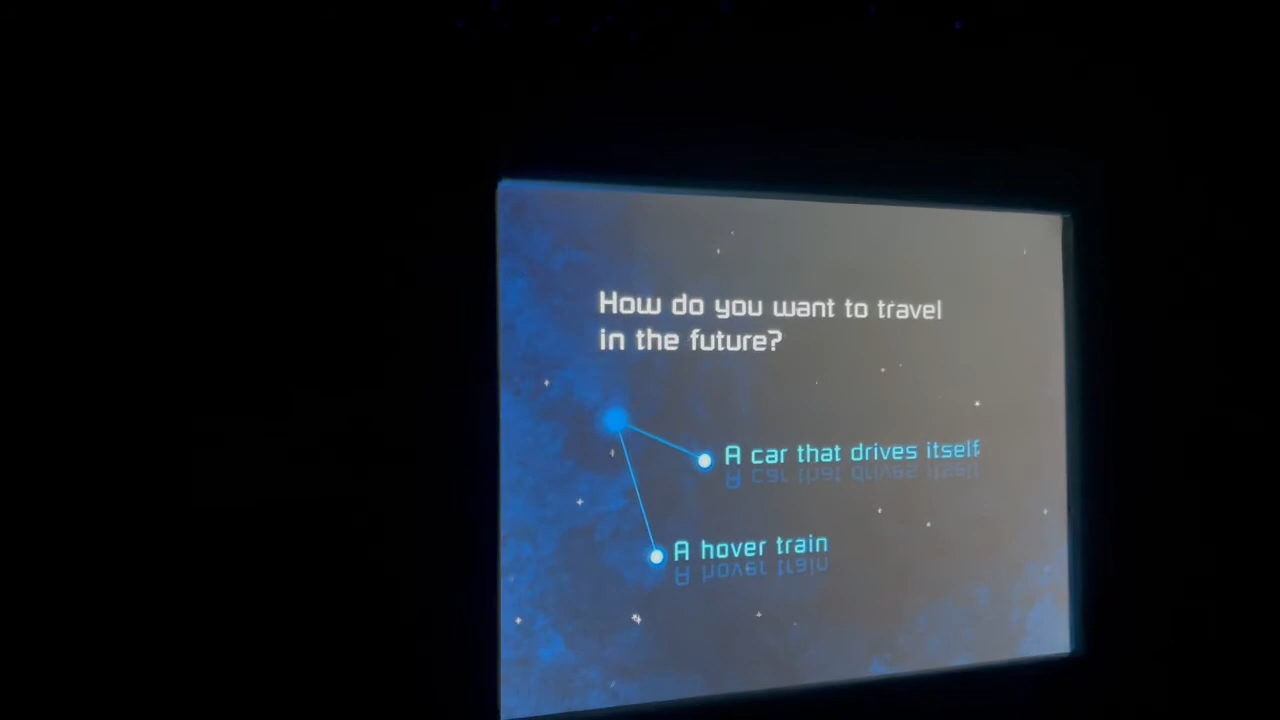 How do you want to travel
in the future?
A car that drives itself
A hover train